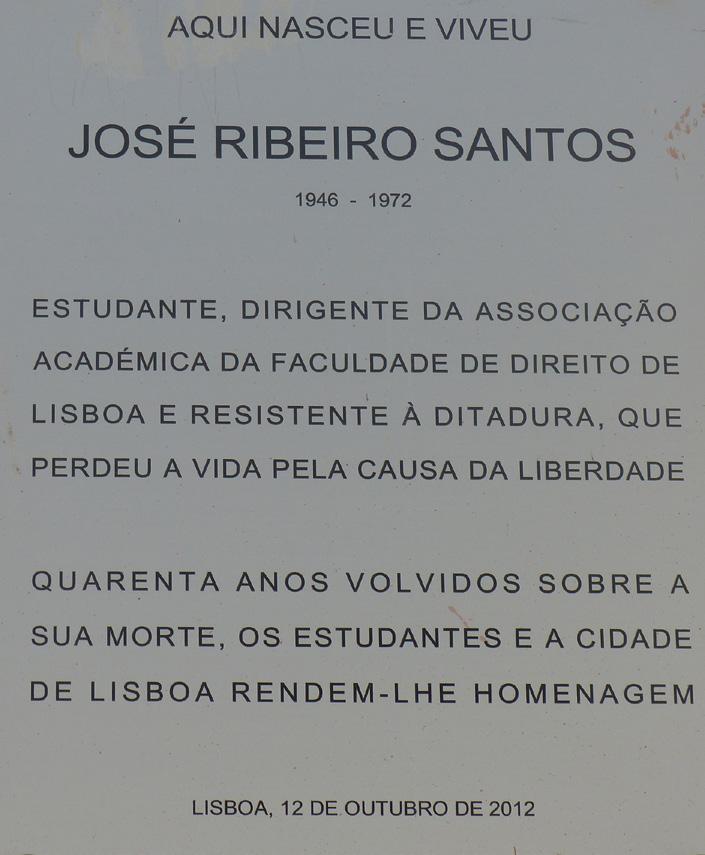 AQUI NASCEU E VIVEU
JOSÉ RIBEIRO SANTOS
1946 - 1972
ESTUDANTE, DIRIGENTE DA ASSOCIAÇÃO
ACADÉMICA DA FACULDADE DE DIREITO DE
LISBOA E RESISTENTE À DITADURA, QUE
PERDEU A VIDA PELA CAUSA DA LIBERDADE
QUARENTA ANOS VOLVIDOS SOBRE A
SUA MORTE, OS ESTUDANTES E A CIDADE
DE LISBOA RENDEM-LHE HOMENAGEM
LISBOA, 12 DE OUTUBRO DE 2012